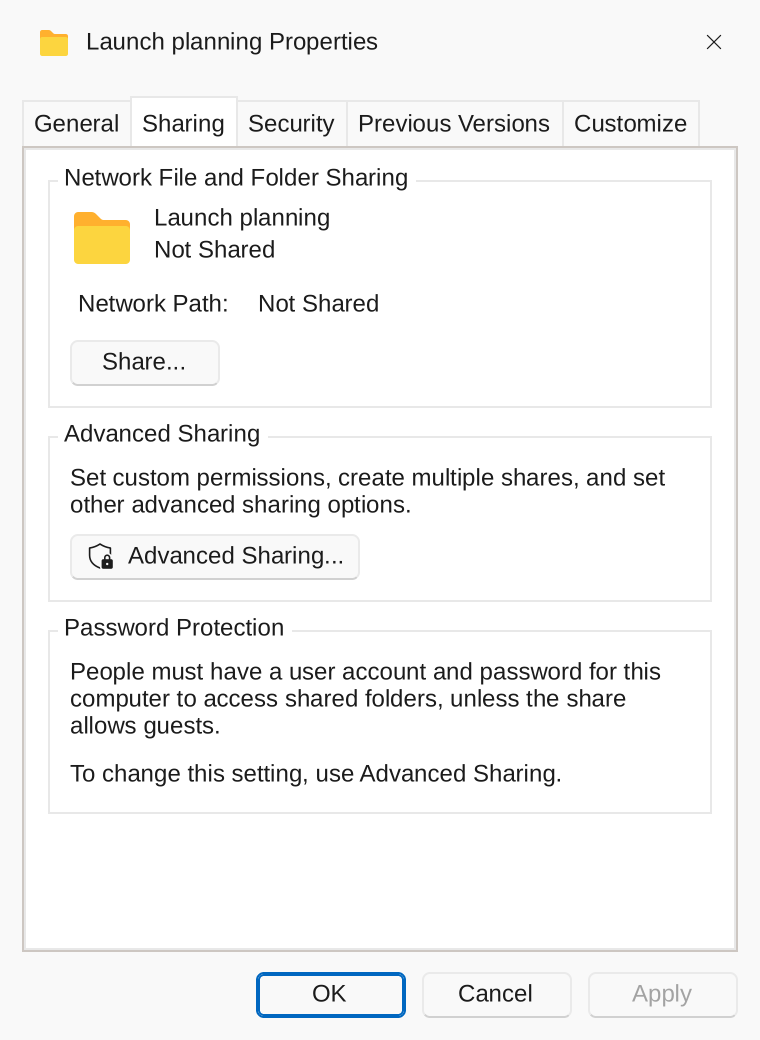 Launch planning Properties
General Sharing Security Previous Versions Customize
Network File and Folder Sharing
Launch planning
Not Shared
Network Path: Not Shared
Share...
Advanced Sharing
Set custom permissions, create multiple shares, and set
other advanced sharing options.
Advanced Sharing...
Password Protection
People must have a user account and password for this
computer to access shared folders, unless the share
allows guests.
To change this setting, use Advanced Sharing.
OK Cancel Apply